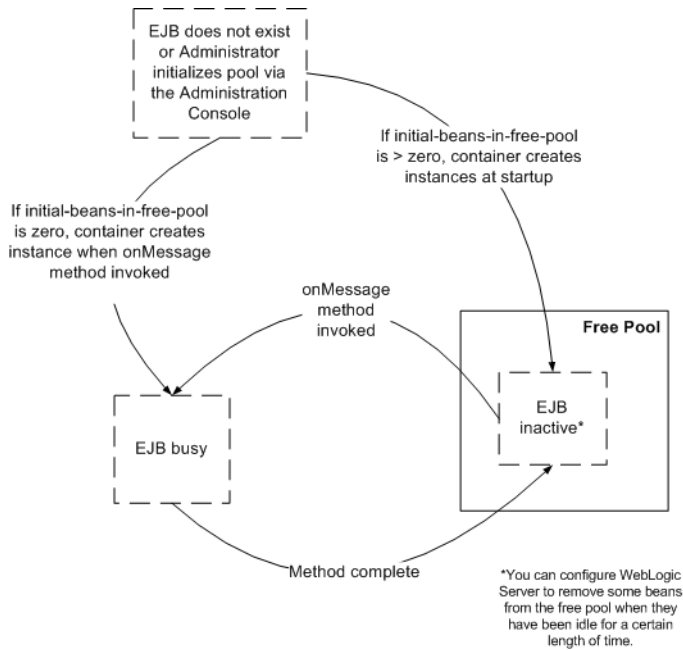 EJB does not exist
or Administrator
initializes pool via
the Administration
Console
If initial-beans-in-free-pool
is > zero, container creates
instances at startup
If initial-beans-in-free-pool
is zero, container creates
instance when onMessage
method invoked
onMessage
method
invoked
Free Pool
EJB
inactive*
EJB busy
Method complete
*You can configure WebLogic
Server to remove some beans
from the free pool when they
have been idle for a certain
length of time.